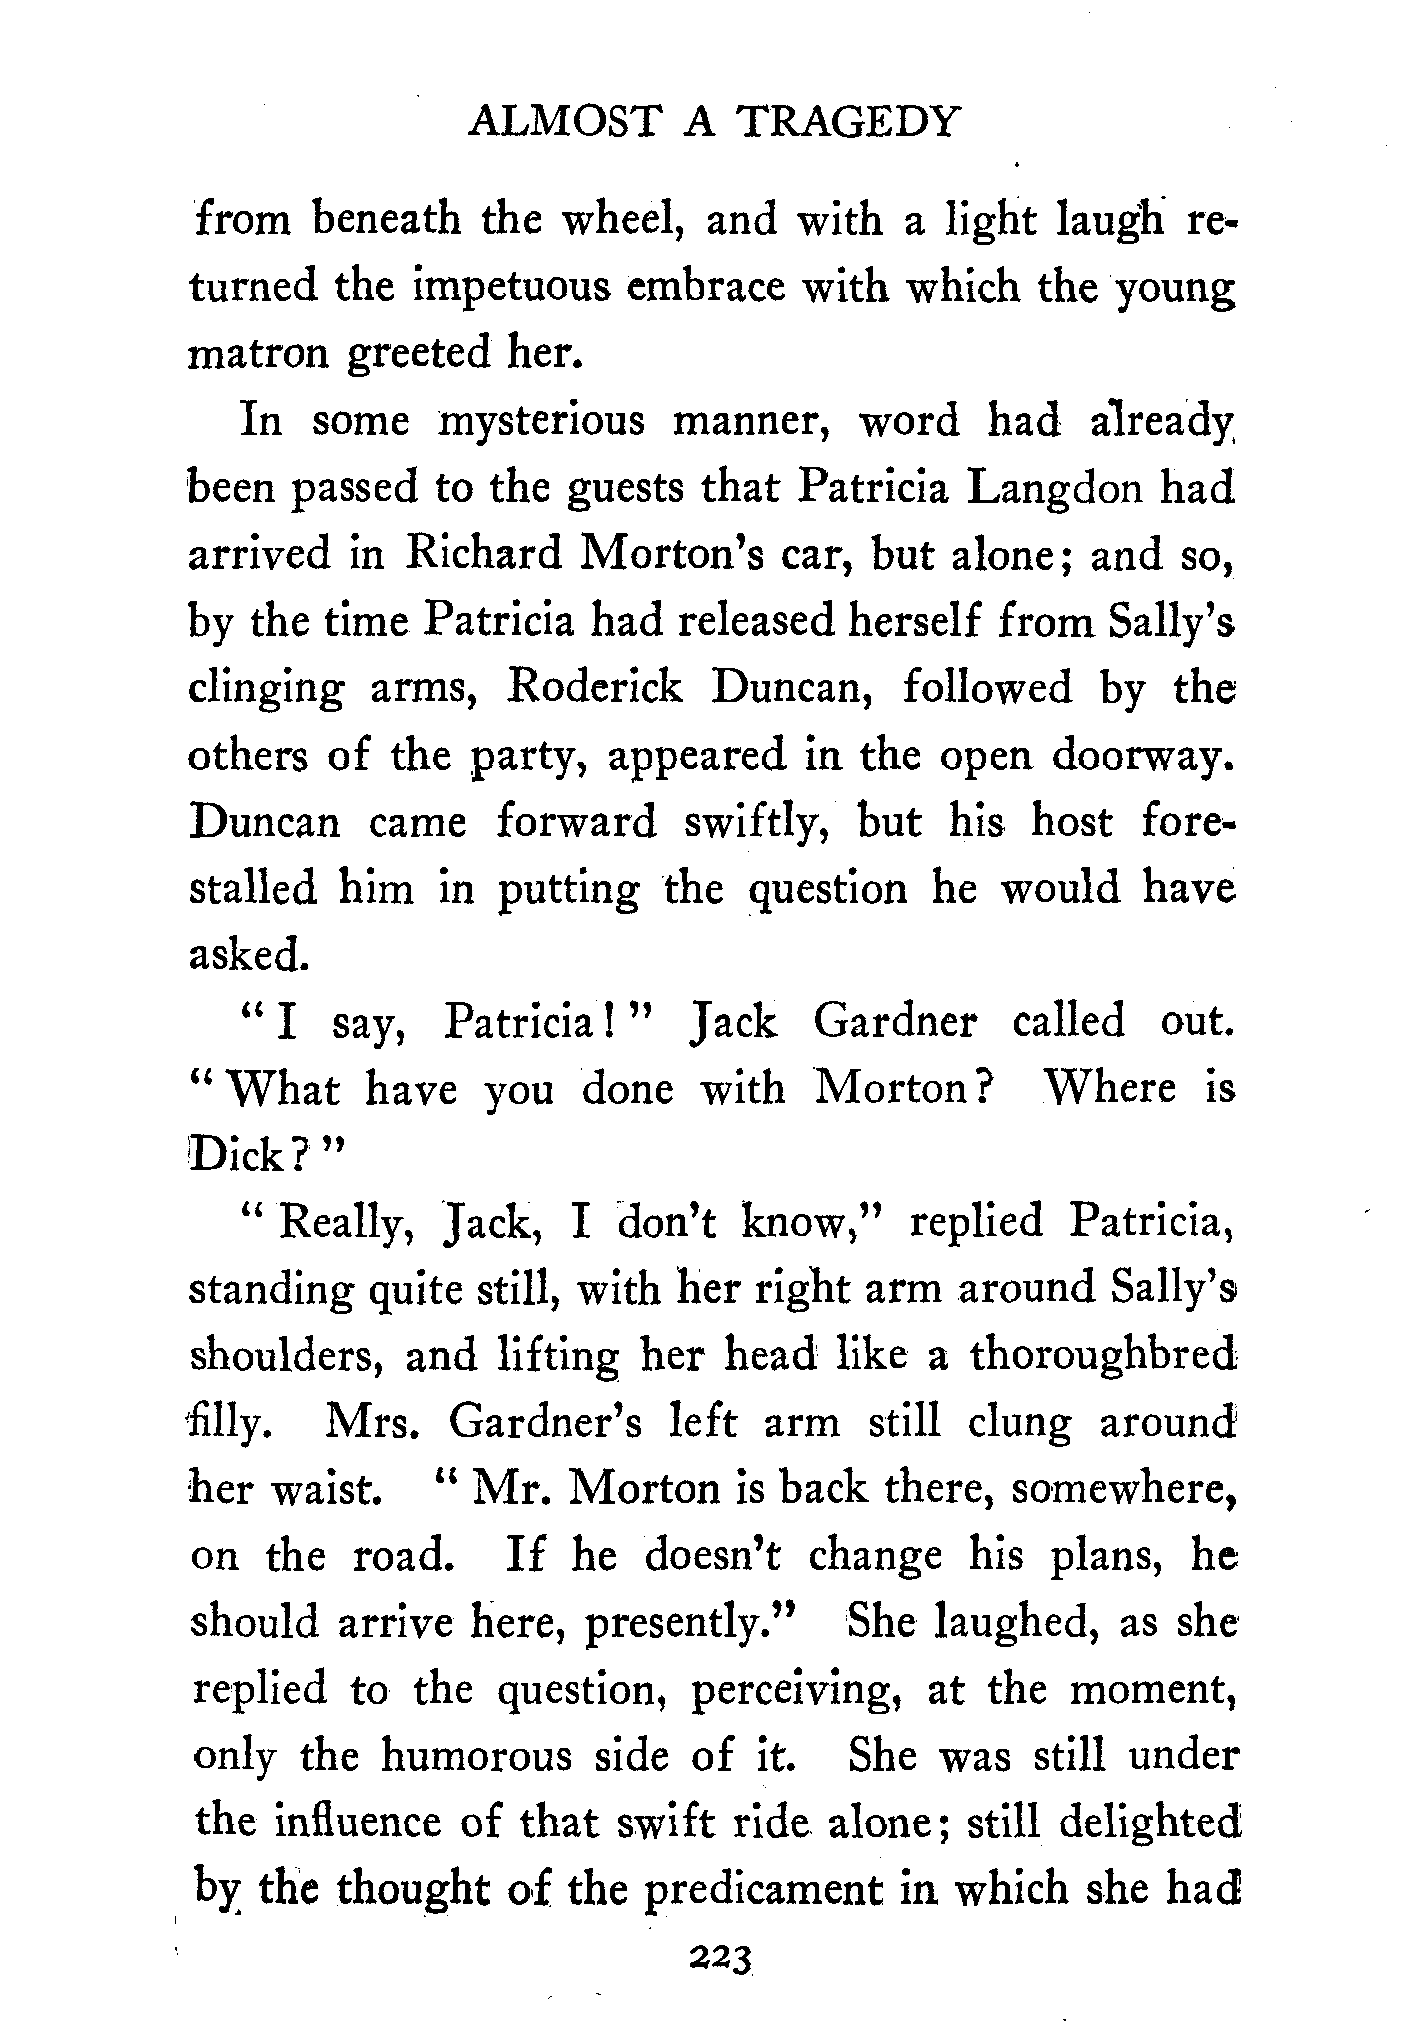 ALMOST A TRAGEDY
from beneath the wheel, and with a light laugh re-
turned the impetuous embrace with which the young
matron greeted her.
In some mysterious manner, word had already
been passed to the guests that Patricia Langdon had
arrived in Richard Morton's car, but alone; and so,
by the time Patricia had released herself from Sally's
clinging arms, Roderick Duncan, followed by the
others of the party, appeared in the open doorway.
Duncan came forward swiftly, but his host fore-
stalled him in putting the question he would have
asked.
" I say, Patricia! " Jack Gardner called out.
" What have you done with Morton? Where is
Dick? "
" Really, Jack, I don't know," replied Patricia,
standing quite still, with her right arm around Sally's
shoulders, and lifting her head like a thoroughbred
filly. Mrs. Gardner's left arm still clung around
her waist. " Mr. Morton is back there, somewhere,
on the road. If he doesn't change his plans, he
should arrive here, presently." She laughed, as she
replied to the question, perceiving, at the moment,
only the humorous side of it. She was still under
the influence of that swift ride alone; still delighted
by the thought of the predicament in which she had
223